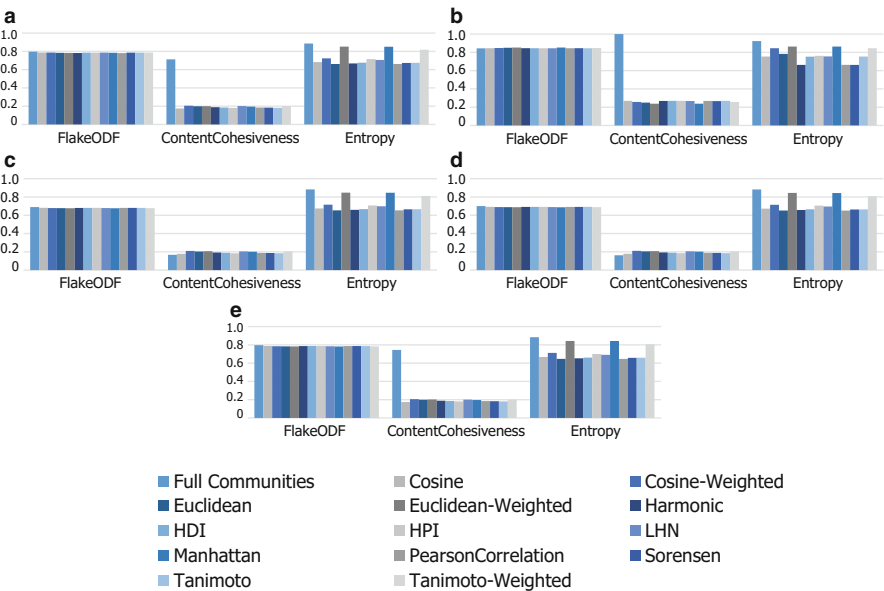 a
1.0
0.8
0.6
0.4
0.2
0
FlakeODF ContentCohesiveness Entropy
b
1.0
0.8
0.6
0.4
0.2
0
FlakeODF ContentCohesiveness Entropy
c
1.0
0.8
0.6
0.4
0.2
0
FlakeODF ContentCohesiveness Entropy
d
1.0
0.8
0.6
0.4
0.2
0
FlakeODF ContentCohesiveness Entropy
e
1.0
0.8
0.6
0.4
0.2
0
FlakeODF ContentCohesiveness Entropy
Full Communities Cosine Cosine-Weighted
Euclidean Euclidean-Weighted Harmonic
HDI HPI LHN
Manhattan PearsonCorrelation Sorensen
Tanimoto Tanimoto-Weighted